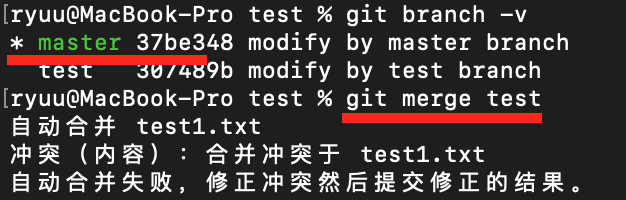 [ryuu@MacBook-Pro test % git branch -v
* master 37be348 modify by master branch
  test   307489b modify by test branch
[ryuu@MacBook-Pro test % git merge test
自动合并 test1.txt
冲突（内容）：合并冲突于 test1.txt
自动合并失败，修正冲突然后提交修正的结果。